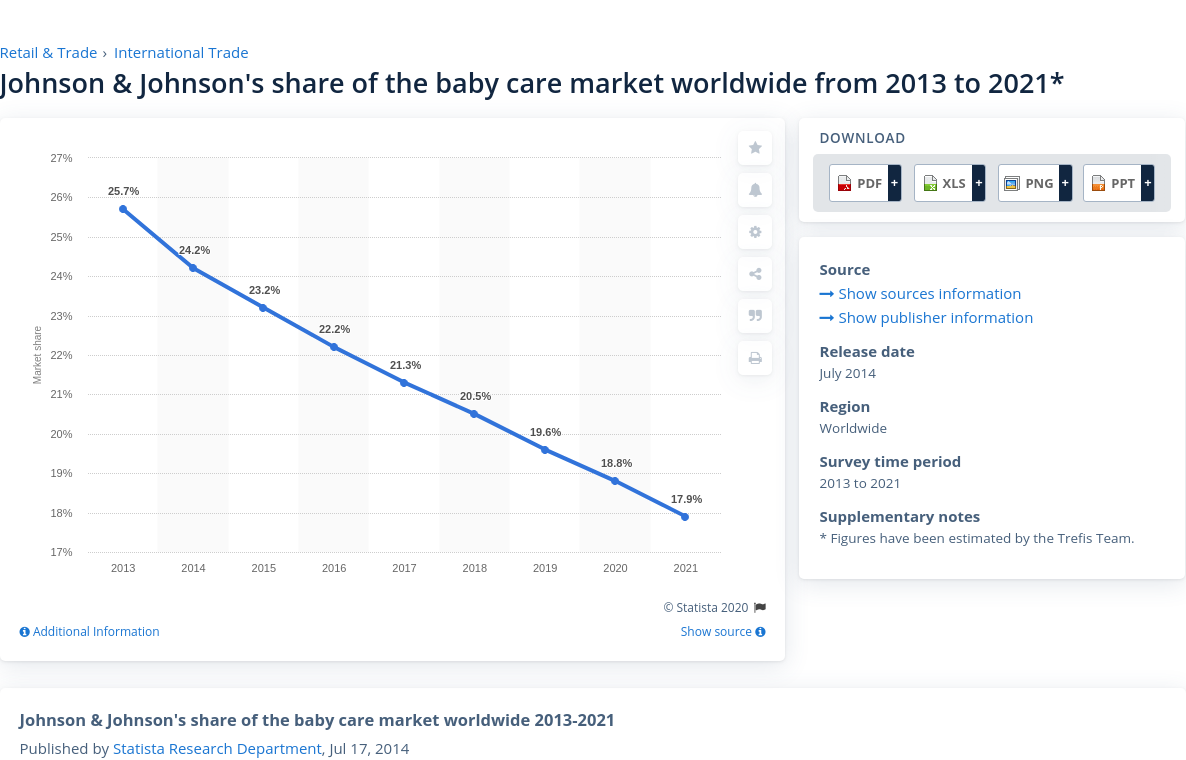 Retail & Trade › International Trade
Johnson & Johnson's share of the baby care market worldwide from 2013 to 2021*
27%
26%
25%
24%
23%
22%
21%
20%
19%
18%
17%
Market share
25.7%
24.2%
23.2%
22.2%
21.3%
20.5%
19.6%
18.8%
17.9%
2013 2014 2015 2016 2017 2018 2019 2020 2021
© Statista 2020
Additional Information
Show source
DOWNLOAD
PDF + XLS + PNG + PPT +
Source
Show sources information
Show publisher information
Release date
July 2014
Region
Worldwide
Survey time period
2013 to 2021
Supplementary notes
* Figures have been estimated by the Trefis Team.
Johnson & Johnson's share of the baby care market worldwide 2013-2021
Published by Statista Research Department, Jul 17, 2014